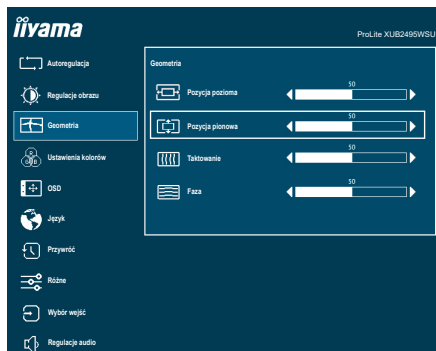 iiyama
ProLite XUB2495WSU
Autoregulacja
Regulacje obrazu
Geometria
Ustawienia kolorów
OSD
Język
Przywróć
Różne
Wybór wejść
Regulacje audio
Geometria
Pozycja pozioma
50
Pozycja pionowa
50
Taktowanie
50
Faza
50